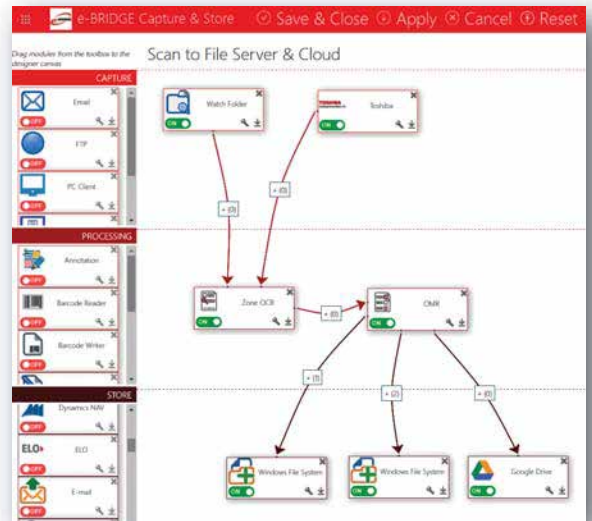 e-BRIDGE Capture & Store
Save & Close
Apply
Cancel
Reset
Drag modules from the toolbox to the
designer canvas
Scan to File Server & Cloud
CAPTURE
Email
OFF
FTP
OFF
PC Client
OFF
Watch Folder
ON
TOSHIBA
Toshiba
ON
+ (0)
+ (0)
PROCESSING
Annotation
OFF
Barcode Reader
OFF
Barcode Writer
OFF
Zone OCR
ON
+ (0)
OMR
ON
+ (1)
+ (2)
+ (0)
STORE
Dynamics NAV
OFF
ELO
ELO
OFF
E-mail
OFF
Windows File System
ON
Windows File System
ON
Google Drive
ON